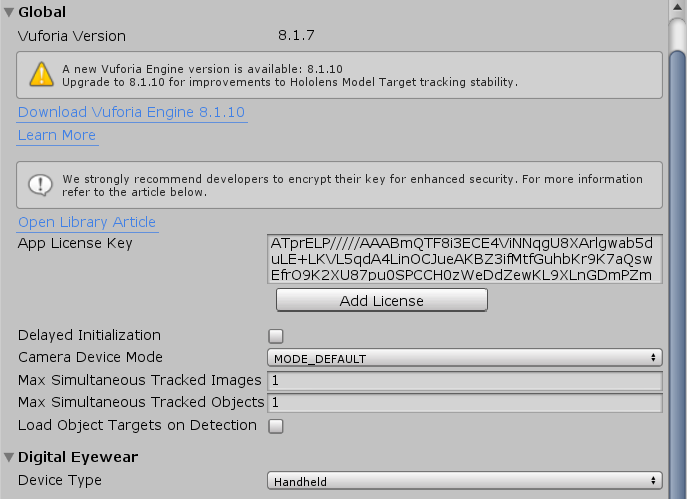 Global
Vuforia Version 8.1.7
A new Vuforia Engine version is available: 8.1.10
Upgrade to 8.1.10 for improvements to Hololens Model Target tracking stability.
Download Vuforia Engine 8.1.10
Learn More
We strongly recommend developers to encrypt their key for enhanced security. For more information
refer to the article below.
Open Library Article
App License Key
ATprELP/////AAABmQTF8i3ECE4ViNNqgU8XArlgwab5d
uLE+LKVL5qdA4LinOCJueAKBZ3ifMtfGuhbKr9K7aQsw
EfrO9K2XU87pu0SPCCH0zWeDdZewKL9XLnGDmPZm
Add License
Delayed Initialization
Camera Device Mode MODE_DEFAULT
Max Simultaneous Tracked Images 1
Max Simultaneous Tracked Objects 1
Load Object Targets on Detection
Digital Eyewear
Device Type Handheld